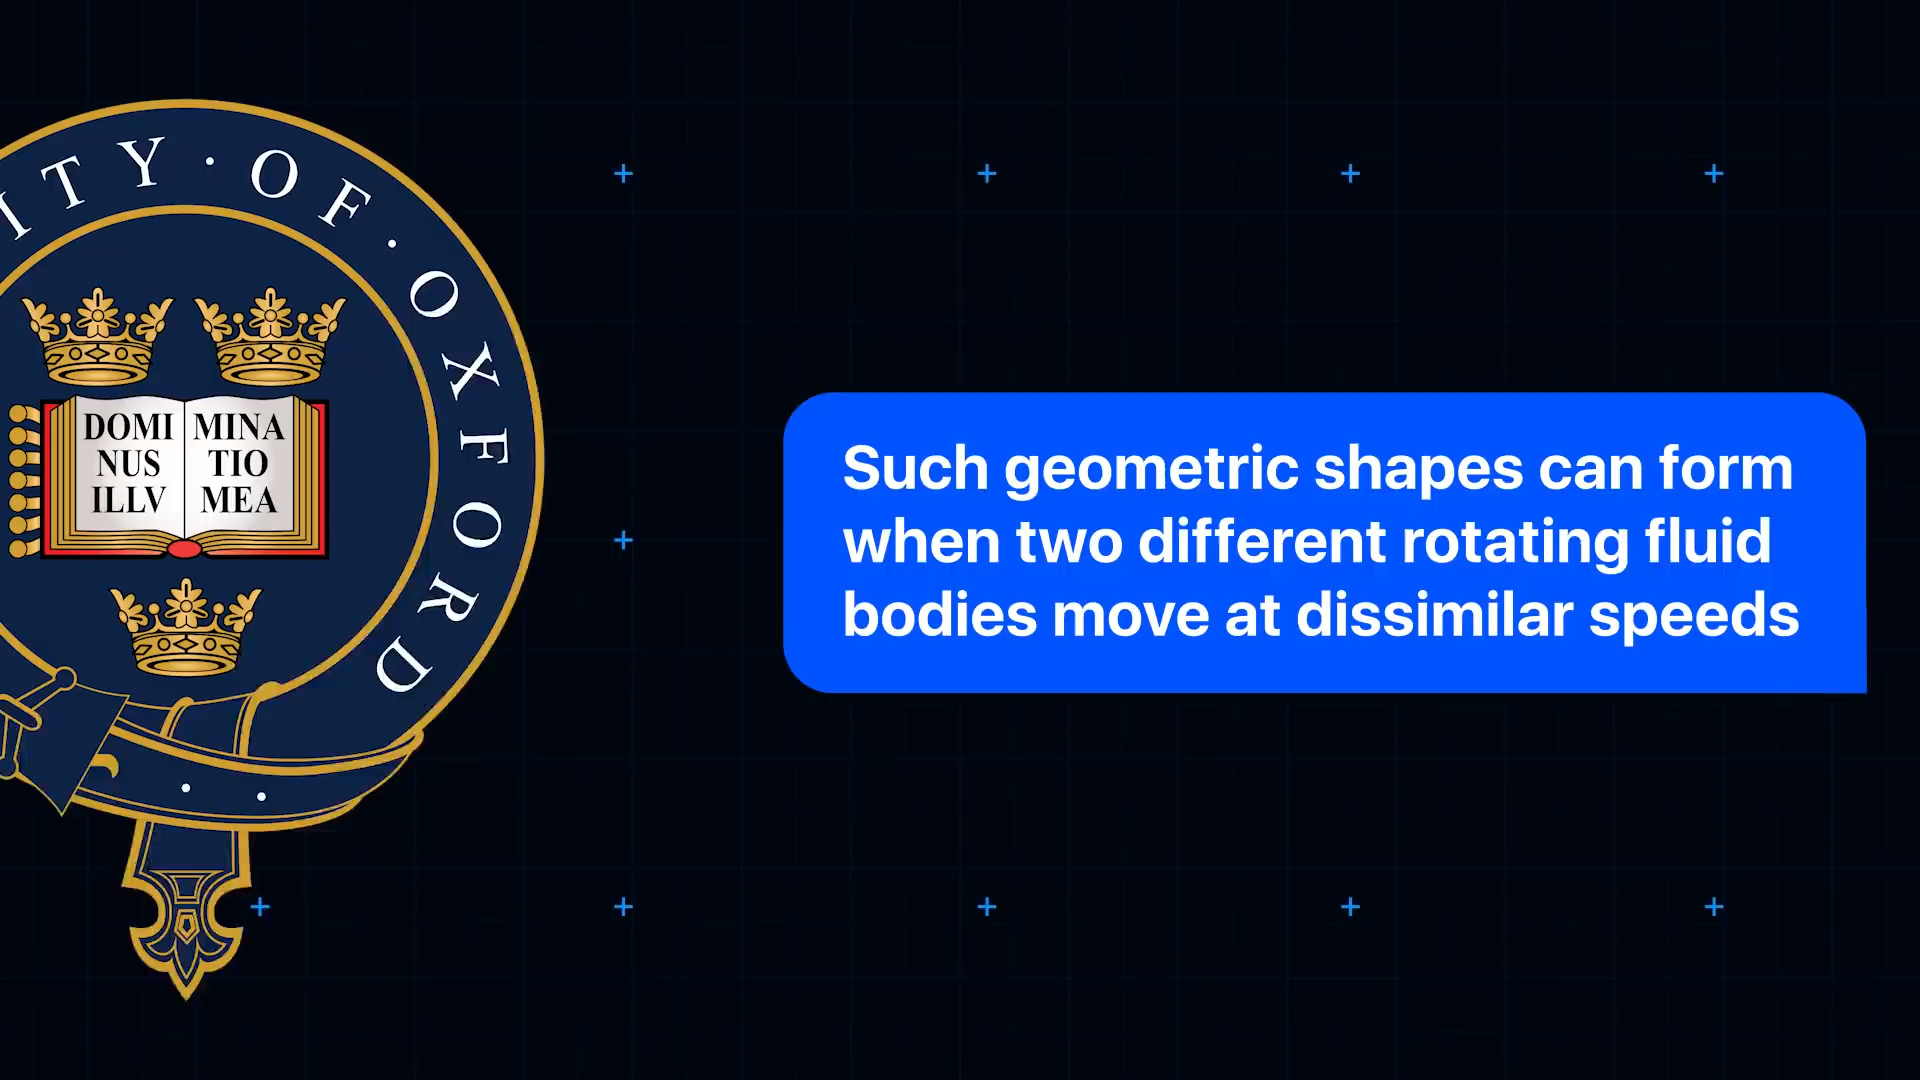 ITY · OF · OXFORD
DOMI
NUS
ILLV
MINA
TIO
MEA
Such geometric shapes can form
when two different rotating fluid
bodies move at dissimilar speeds